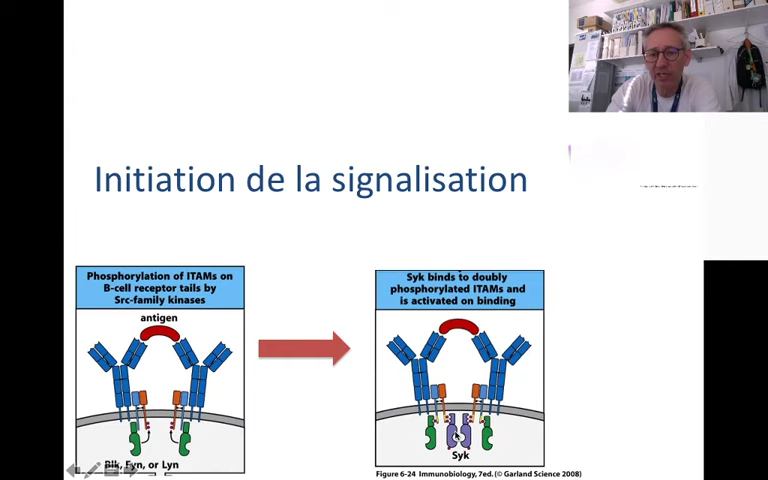 Initiation de la signalisation
Phosphorylation of ITAMs on
B-cell receptor tails by
Src-family kinases
antigen
Blk, Fyn, or Lyn
Syk binds to doubly
phosphorylated ITAMs and
is activated on binding
Syk
Figure 6-24 Immunobiology, 7ed. (© Garland Science 2008)